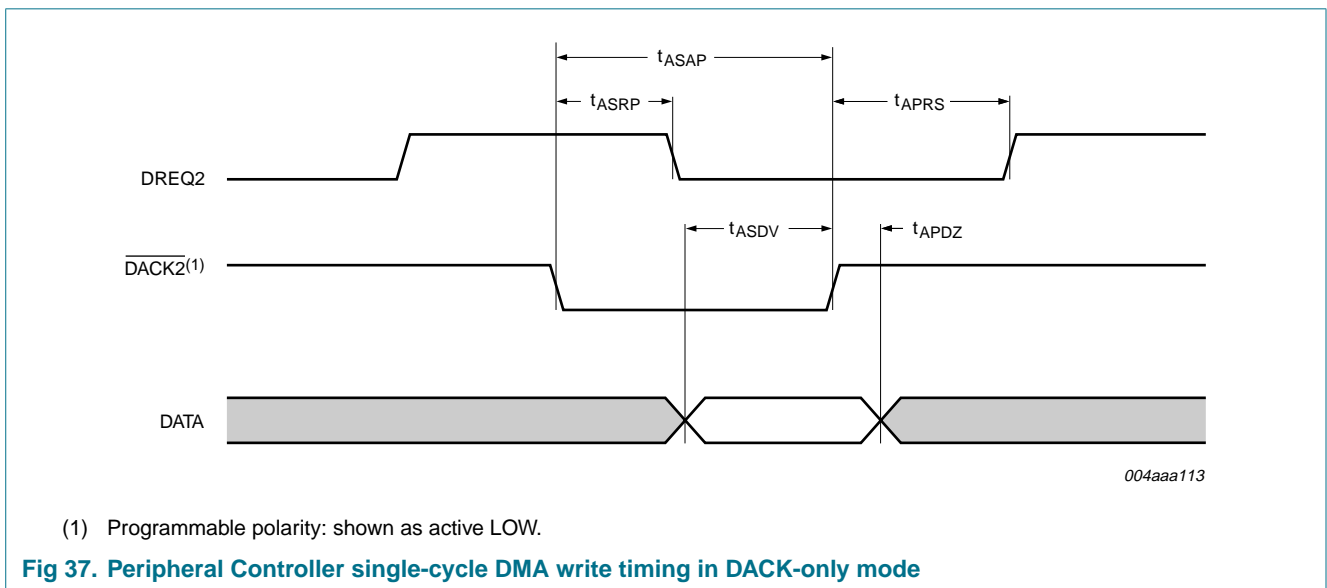 tASAP
tASRP
tAPRS
DREQ2
tASDV
tAPDZ
DACK2(1)
DATA
004aaa113
(1) Programmable polarity: shown as active LOW.
Fig 37. Peripheral Controller single-cycle DMA write timing in DACK-only mode